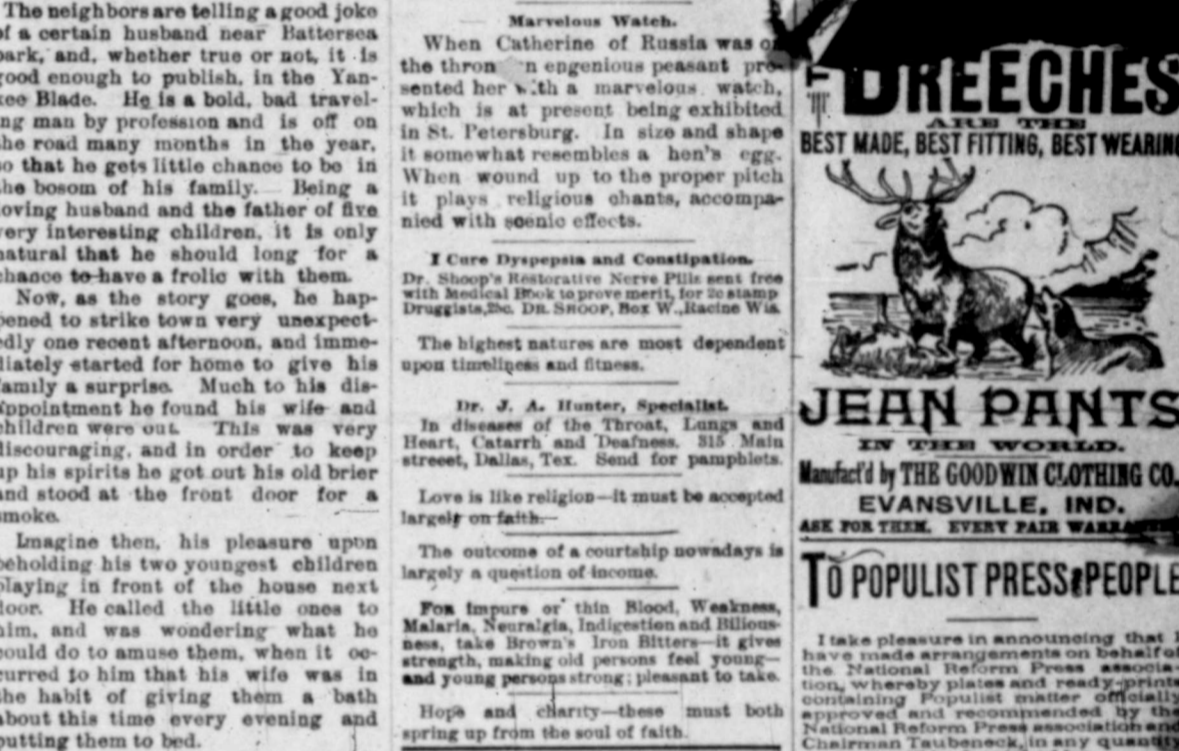 The neighbors are telling a good joke
of a certain husband near Battersea
park, and, whether true or not, it is
good enough to publish, in the Yan-
kee Blade. He is a bold, bad travel-
ing man by profession and is off on
the road many months in the year,
so that he gets little chance to be in
the bosom of his family. Being a
loving husband and the father of five
very interesting children, it is only
natural that he should long for a
chance to have a frolic with them.
Now, as the story goes, he hap-
pened to strike town very unexpect-
edly one recent afternoon, and imme-
diately started for home to give his
family a surprise. Much to his dis-
appointment he found his wife and
children were out. This was very
discouraging, and in order to keep
up his spirits he got out his old brier
and stood at the front door for a
smoke.
Imagine then, his pleasure upon
beholding his two youngest children
playing in front of the house next
door. He called the little ones to
him, and was wondering what he
could do to amuse them, when it oc-
curred to him that his wife was in
the habit of giving them a bath
about this time every evening and
putting them to bed.
Marvelous Watch.
When Catherine of Russia was on
the thron n engenious peasant pre-
sented her with a marvelous watch,
which is at present being exhibited
in St. Petersburg. In size and shape
it somewhat resembles a hen's egg.
When wound up to the proper pitch
it plays religious chants, accompa-
nied with scenic effects.
I Cure Dyspepsia and Constipation.
Dr. Shoop's Restorative Nerve Pills sent free
with Medical Book to prove merit, for 2c stamp
Druggists, 25c. DR. SHOOP, Box W., Racine Wis.
The highest natures are most dependent
upon timeliness and fitness.
Dr. J. A. Hunter, Specialist.
In diseases of the Throat, Lungs and
Heart, Catarrh and Deafness. 315 Main
streeet, Dallas, Tex. Send for pamphlets.
Love is like religion—it must be accepted
largely on faith.
The outcome of a courtship nowadays is
largely a question of income.
FOR impure or thin Blood, Weakness,
Malaria, Neuralgia, Indigestion and Bilious-
ness, take Brown's Iron Bitters—it gives
strength, making old persons feel young—
and young persons strong; pleasant to take.
Hope and charity—these must both
spring up from the soul of faith.
BREECHES
ARE THE
BEST MADE, BEST FITTING, BEST WEARING
JEAN PANTS
IN THE WORLD.
Manufact'd by THE GOODWIN CLOTHING CO.
EVANSVILLE, IND.
ASK FOR THEM. EVERY PAIR
TO POPULIST PRESS & PEOPLE
I take pleasure in announcing that I
have made arrangements on behalf of
the National Reform Press associa-
tion, whereby plates and ready-prints
containing Populist matter officially
approved and recommended by the
National Reform Press association and
Chairman Taubeneck, in any quantity